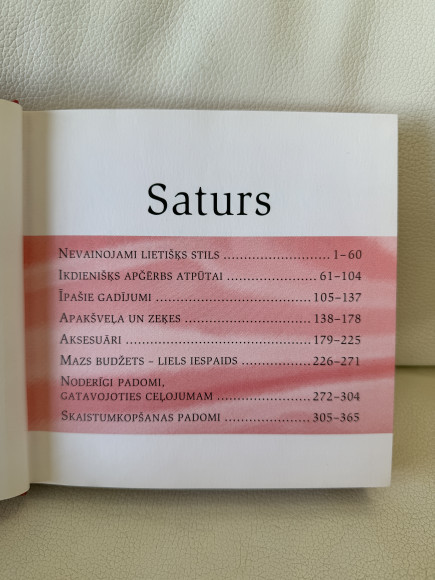 Saturs
Nevainojami lietišķs stils ........................... 1–60
Ikdienišķs apģērbs atpūtai ..................... 61–104
Īpašie gadījumi ....................................... 105–137
Apakšveļa un zeķes ................................ 138–178
Aksesuāri ................................................ 179–225
Mazs budžets – liels iespaids .................. 226–271
Noderīgi padomi,
gatavojoties ceļojumam ....................... 272–304
Skaistumkopšanas padomi .................... 305–365